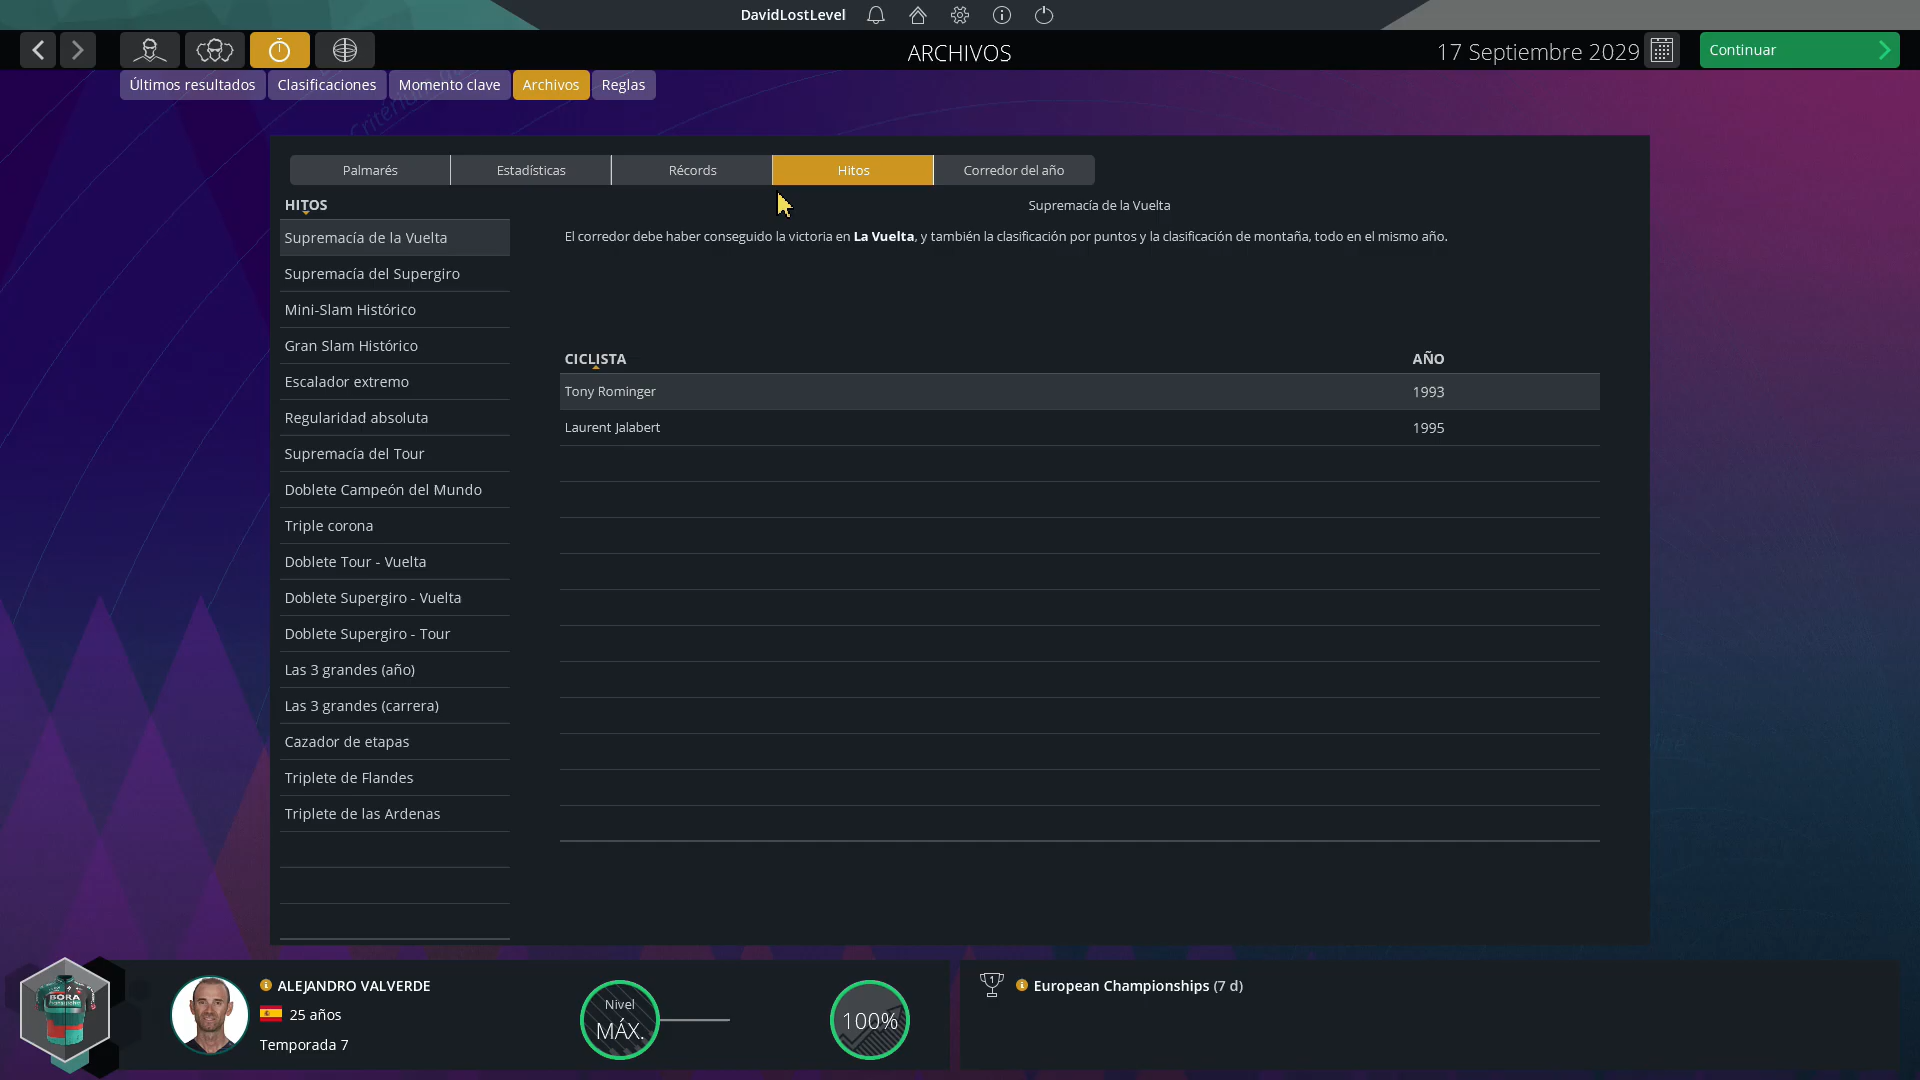 DavidLostLevel
ARCHIVOS
17 Septiembre 2029
Continuar
Últimos resultados
Clasificaciones
Momento clave
Archivos
Reglas
Palmarés
Estadísticas
Récords
Hitos
Corredor del año
HITOS
Supremacía de la Vuelta
Supremacía del Supergiro
Mini-Slam Histórico
Gran Slam Histórico
Escalador extremo
Regularidad absoluta
Supremacía del Tour
Doblete Campeón del Mundo
Triple corona
Doblete Tour - Vuelta
Doblete Supergiro - Vuelta
Doblete Supergiro - Tour
Las 3 grandes (año)
Las 3 grandes (carrera)
Cazador de etapas
Triplete de Flandes
Triplete de las Ardenas
Supremacía de la Vuelta
El corredor debe haber conseguido la victoria en La Vuelta, y también la clasificación por puntos y la clasificación de montaña, todo en el mismo año.
CICLISTA AÑO
Tony Rominger 1993
Laurent Jalabert 1995
BORA
ALEJANDRO VALVERDE
25 años
Temporada 7
Nivel
MÁX.
100%
1
European Championships (7 d)